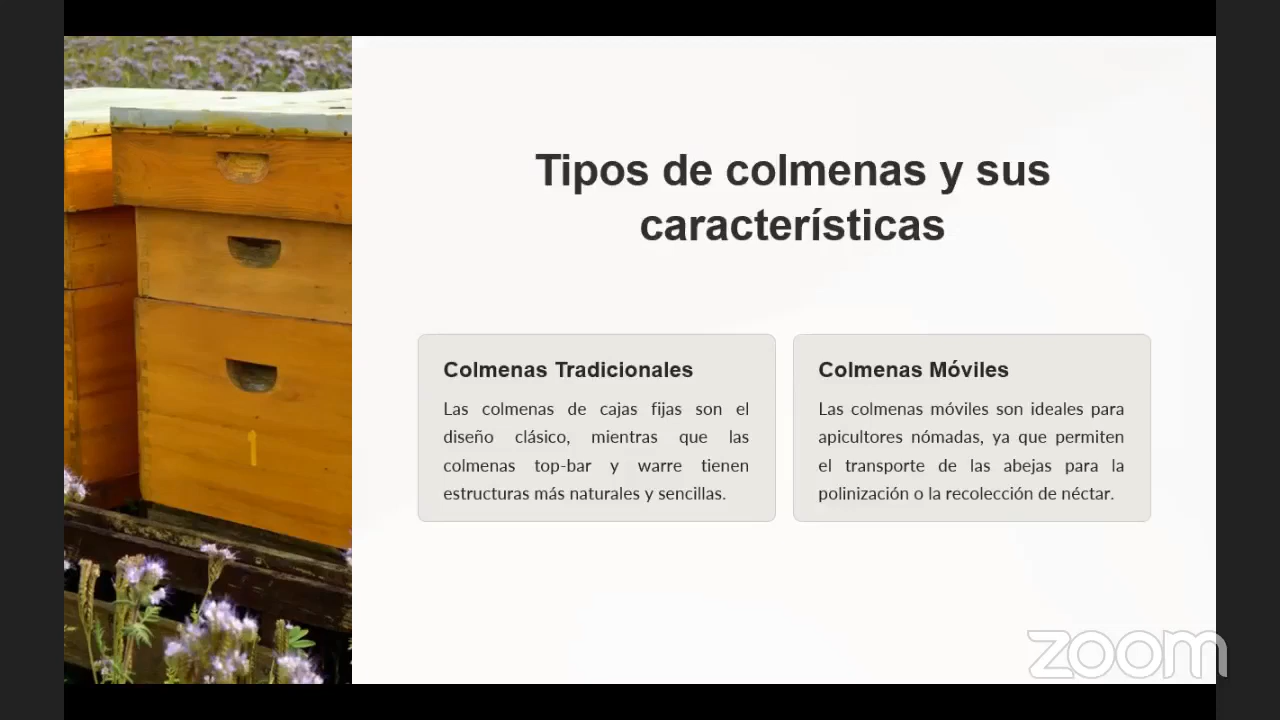 Tipos de colmenas y sus
características
Colmenas Tradicionales
Las colmenas de cajas fijas son el
diseño clásico, mientras que las
colmenas top-bar y warre tienen
estructuras más naturales y sencillas.
Colmenas Móviles
Las colmenas móviles son ideales para
apicultores nómadas, ya que permiten
el transporte de las abejas para la
polinización o la recolección de néctar.
1
zoom